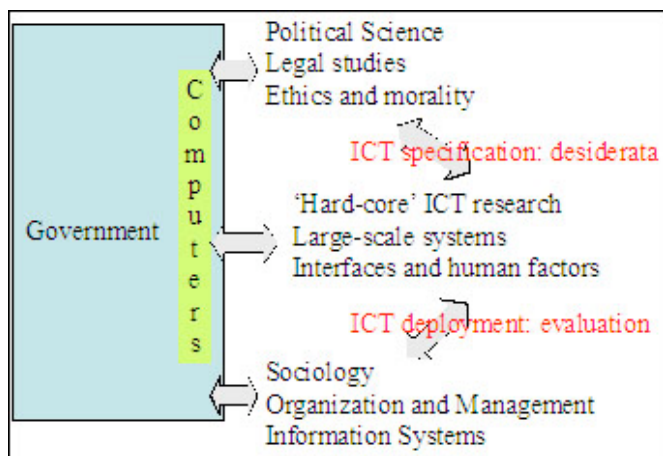 Political Science
Legal studies
Ethics and morality
ICT specification: desiderata
Government
Computers
‘Hard-core’ ICT research
Large-scale systems
Interfaces and human factors
ICT deployment: evaluation
Sociology
Organization and Management
Information Systems